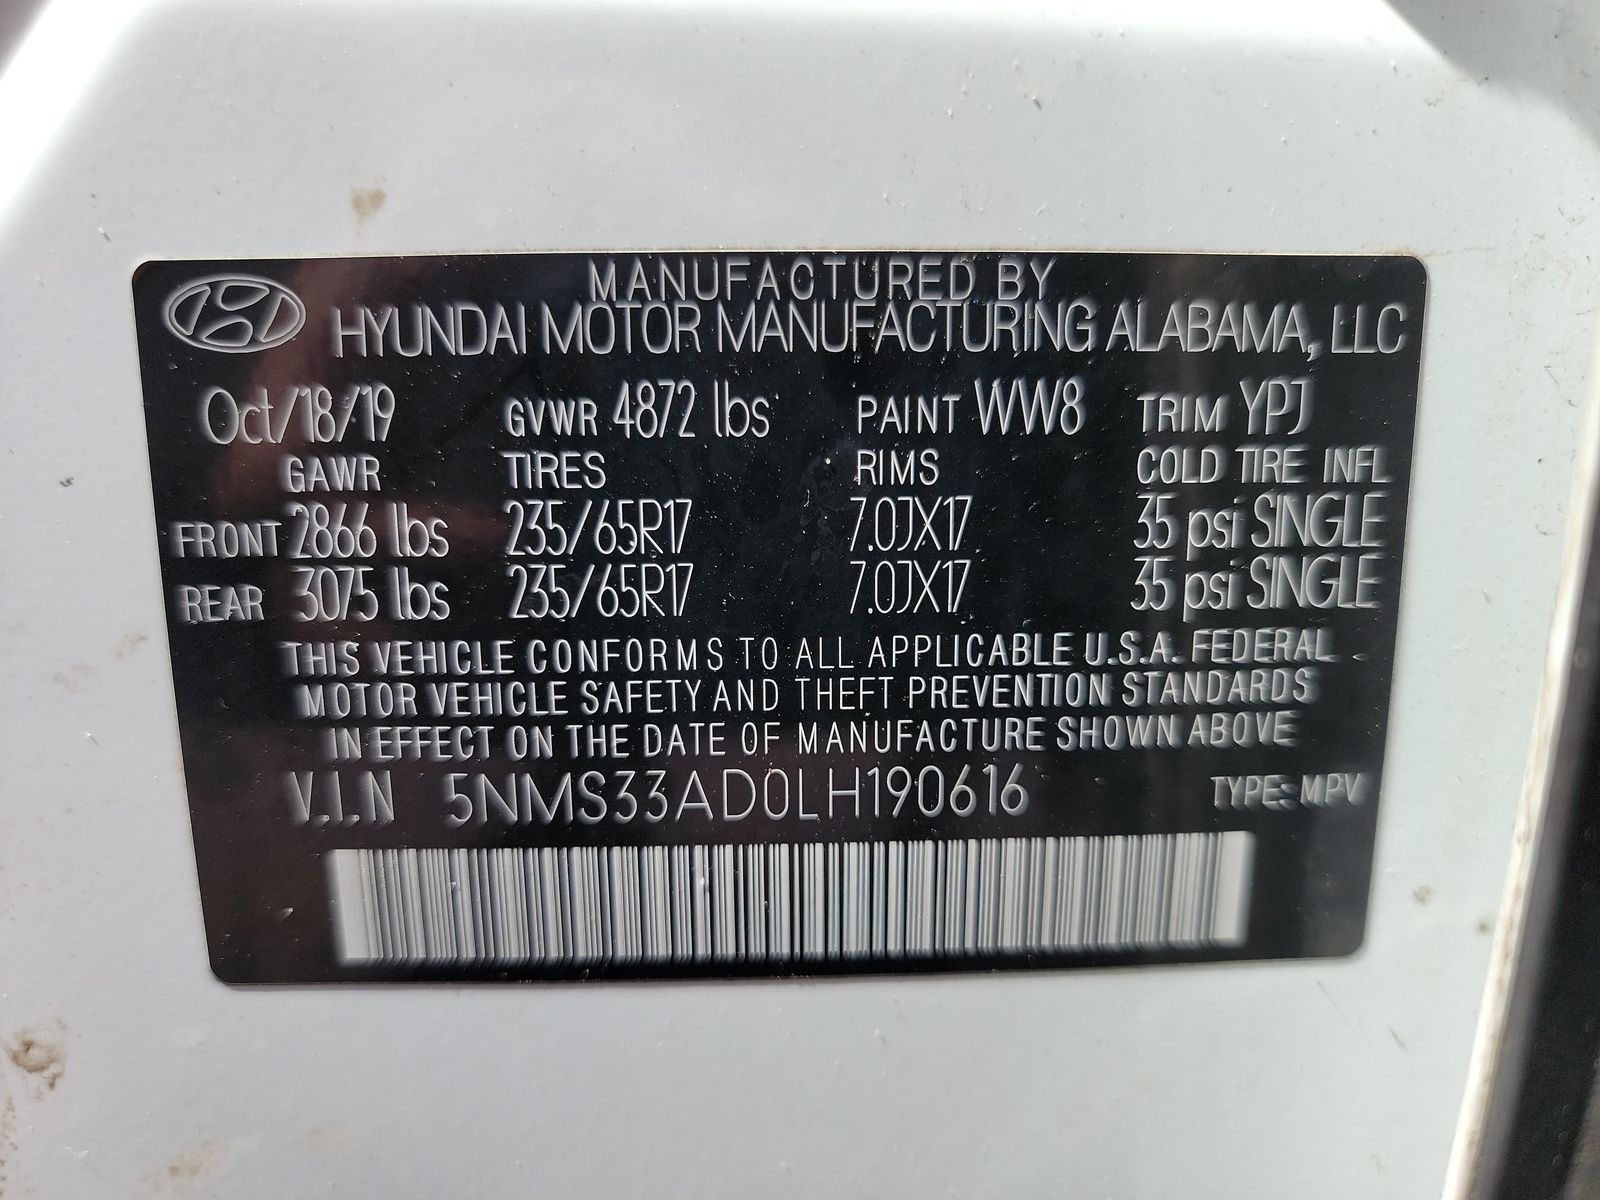 MANUFACTURED BY
HYUNDAI MOTOR MANUFACTURING ALABAMA, LLC
Oct/18/19 GVWR 4872 lbs PAINT WW8 TRIM YPJ
GAWR TIRES RIMS COLD TIRE INFL
FRONT 2866 lbs 235/65R17 7.0JX17 35 psi SINGLE
REAR 3075 lbs 235/65R17 7.0JX17 35 psi SINGLE
THIS VEHICLE CONFORMS TO ALL APPLICABLE U.S.A. FEDERAL
MOTOR VEHICLE SAFETY AND THEFT PREVENTION STANDARDS
IN EFFECT ON THE DATE OF MANUFACTURE SHOWN ABOVE
V.I.N 5NMS33AD0LH190616 TYPE: MPV